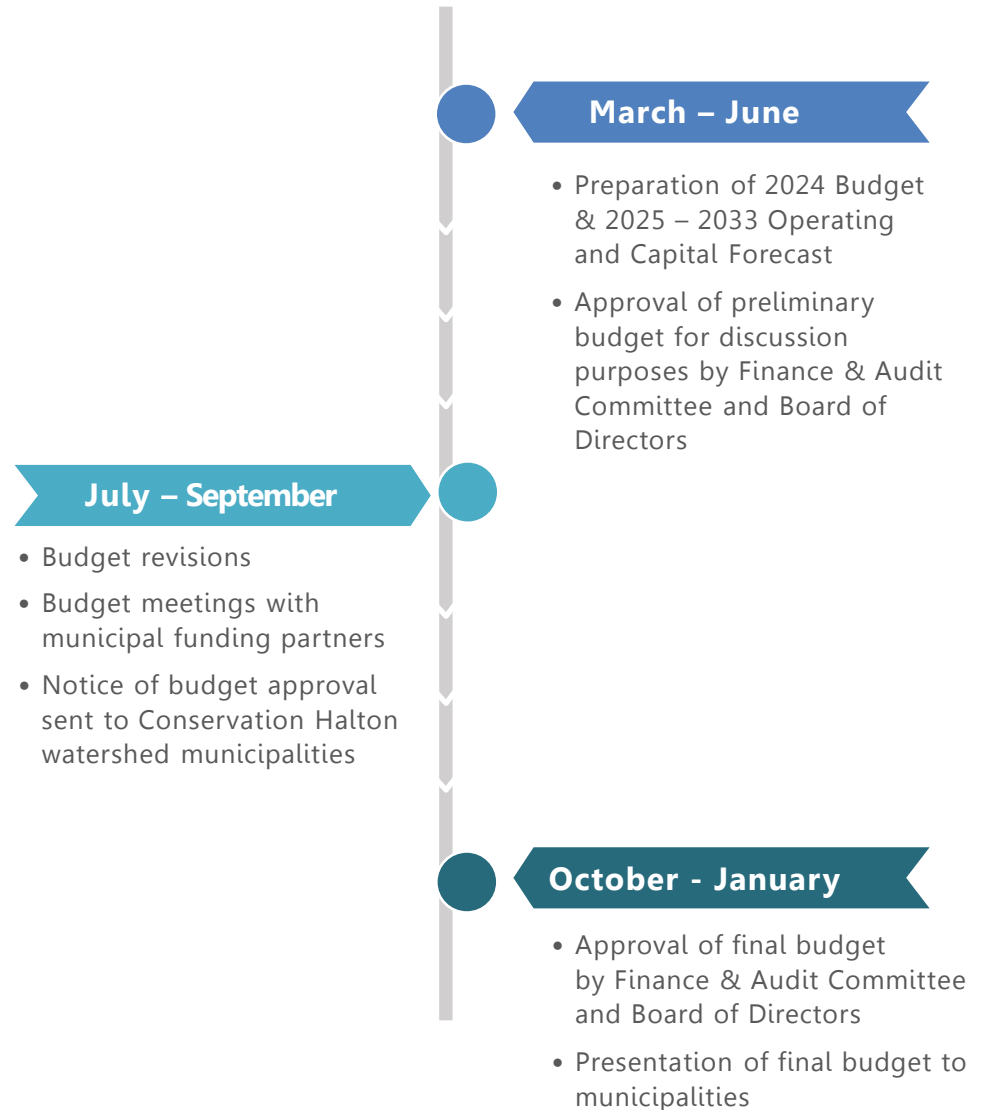 March – June
• Preparation of 2024 Budget
& 2025 – 2033 Operating
and Capital Forecast
• Approval of preliminary
budget for discussion
purposes by Finance & Audit
Committee and Board of
Directors
July – September
• Budget revisions
• Budget meetings with
municipal funding partners
• Notice of budget approval
sent to Conservation Halton
watershed municipalities
October - January
• Approval of final budget
by Finance & Audit Committee
and Board of Directors
• Presentation of final budget to
municipalities